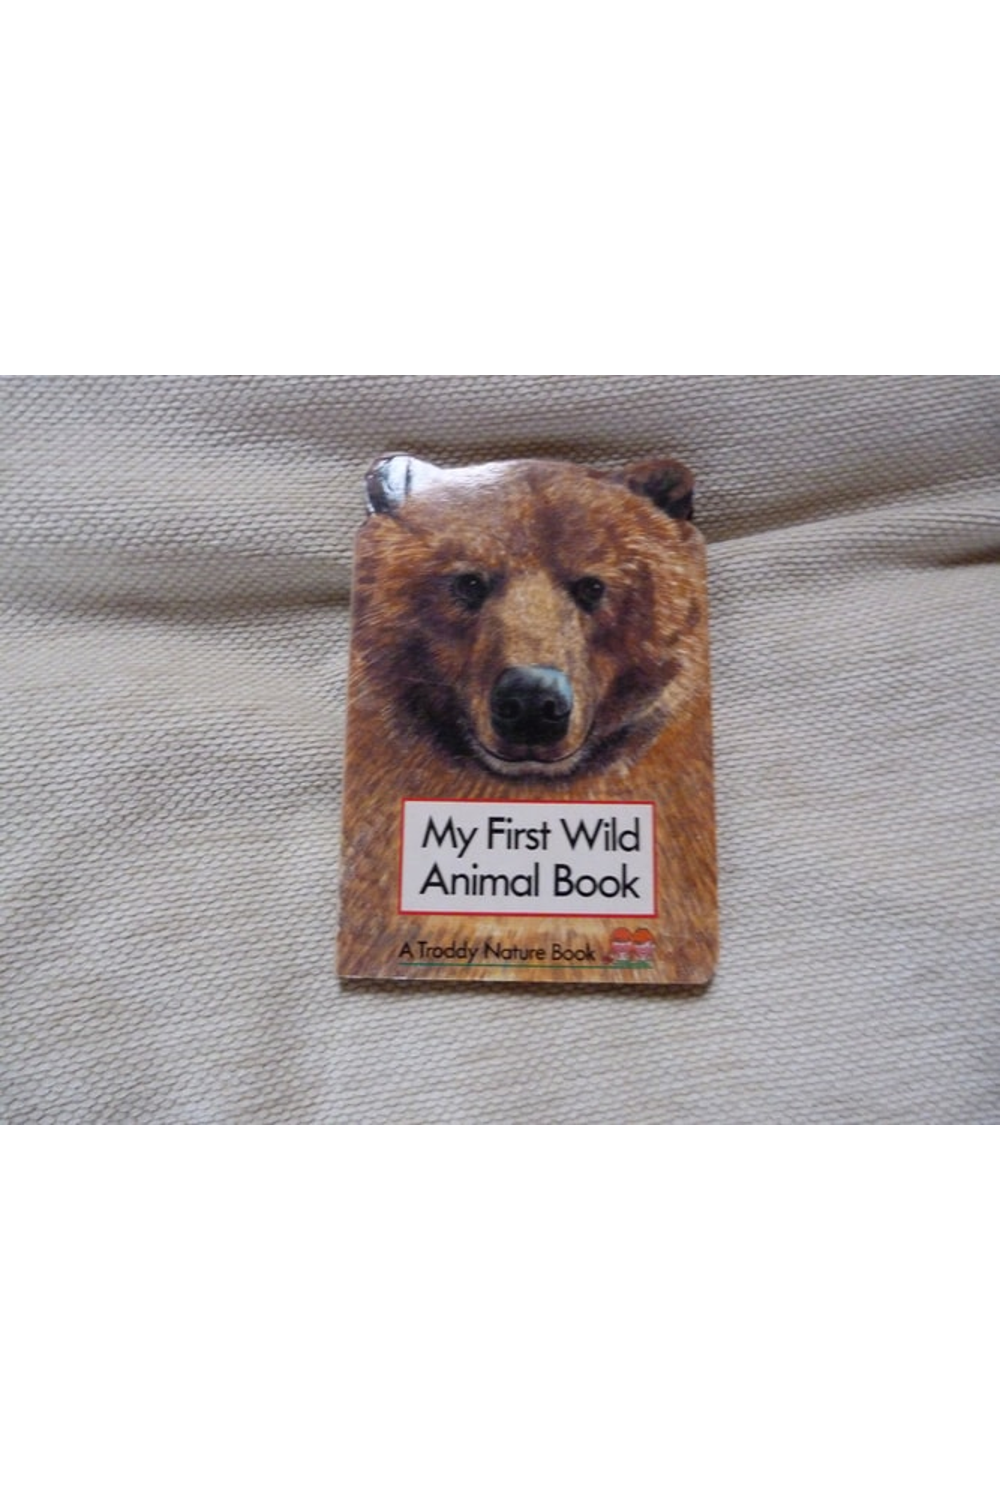 My First Wild
Animal Book
A Troddy Nature Book